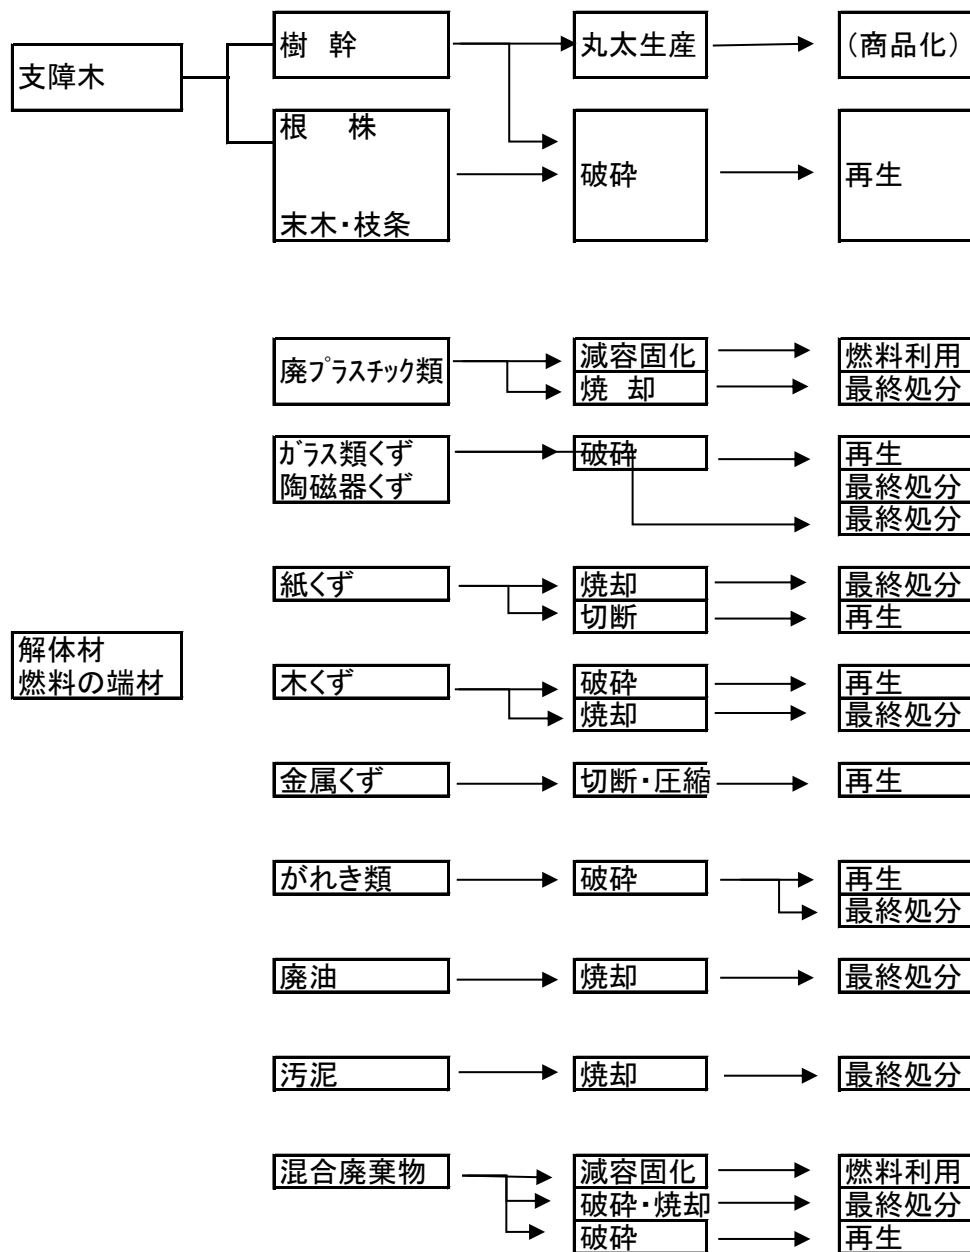 樹 幹
丸太生産
(商品化)
支障木
根 株
破砕
再生
末木・枝条
廃プラスチック類
減容固化
燃料利用
焼 却
最終処分
ガラス類くず
破砕
再生
陶磁器くず
最終処分
最終処分
紙くず
焼却
最終処分
切断
再生
解体材
燃料の端材
木くず
破砕
再生
焼却
最終処分
金属くず
切断・圧縮
再生
がれき類
破砕
再生
最終処分
廃油
焼却
最終処分
汚泥
焼却
最終処分
混合廃棄物
減容固化
燃料利用
破砕・焼却
最終処分
破砕
再生